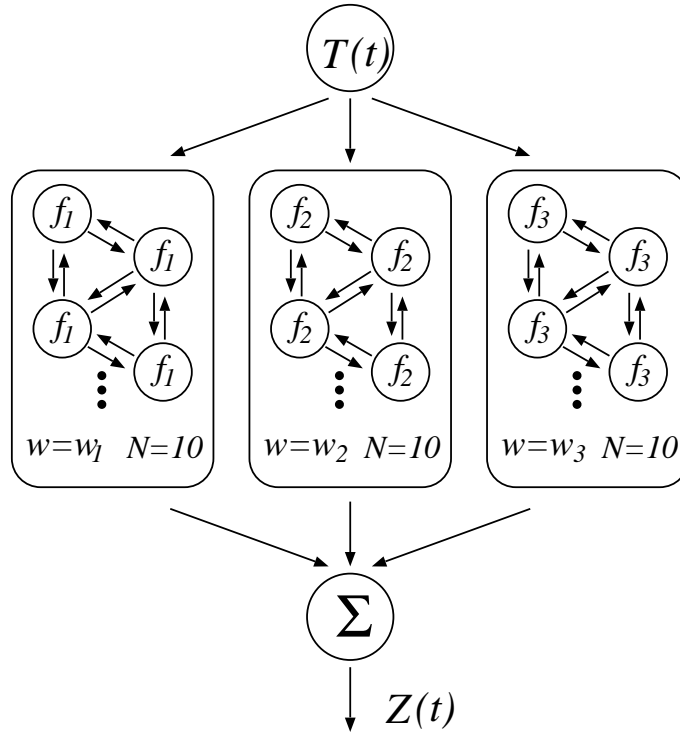 T(t)
f1 f2 f3
f1 f2 f3
f1 f2 f3
f1 f2 f3
w=w1 N=10 w=w2 N=10 w=w3 N=10
Σ
Z(t)